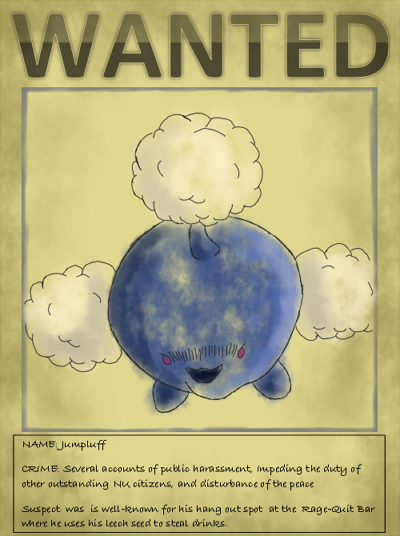 WANTED
NAME: Jumpluff
CRIME: Several accounts of public harassment, impeding the duty of
other outstanding NU citizens, and disturbance of the peace
Suspect was is well-known for his hang out spot at the Rage-Quit Bar
where he uses his leech seed to steal drinks.